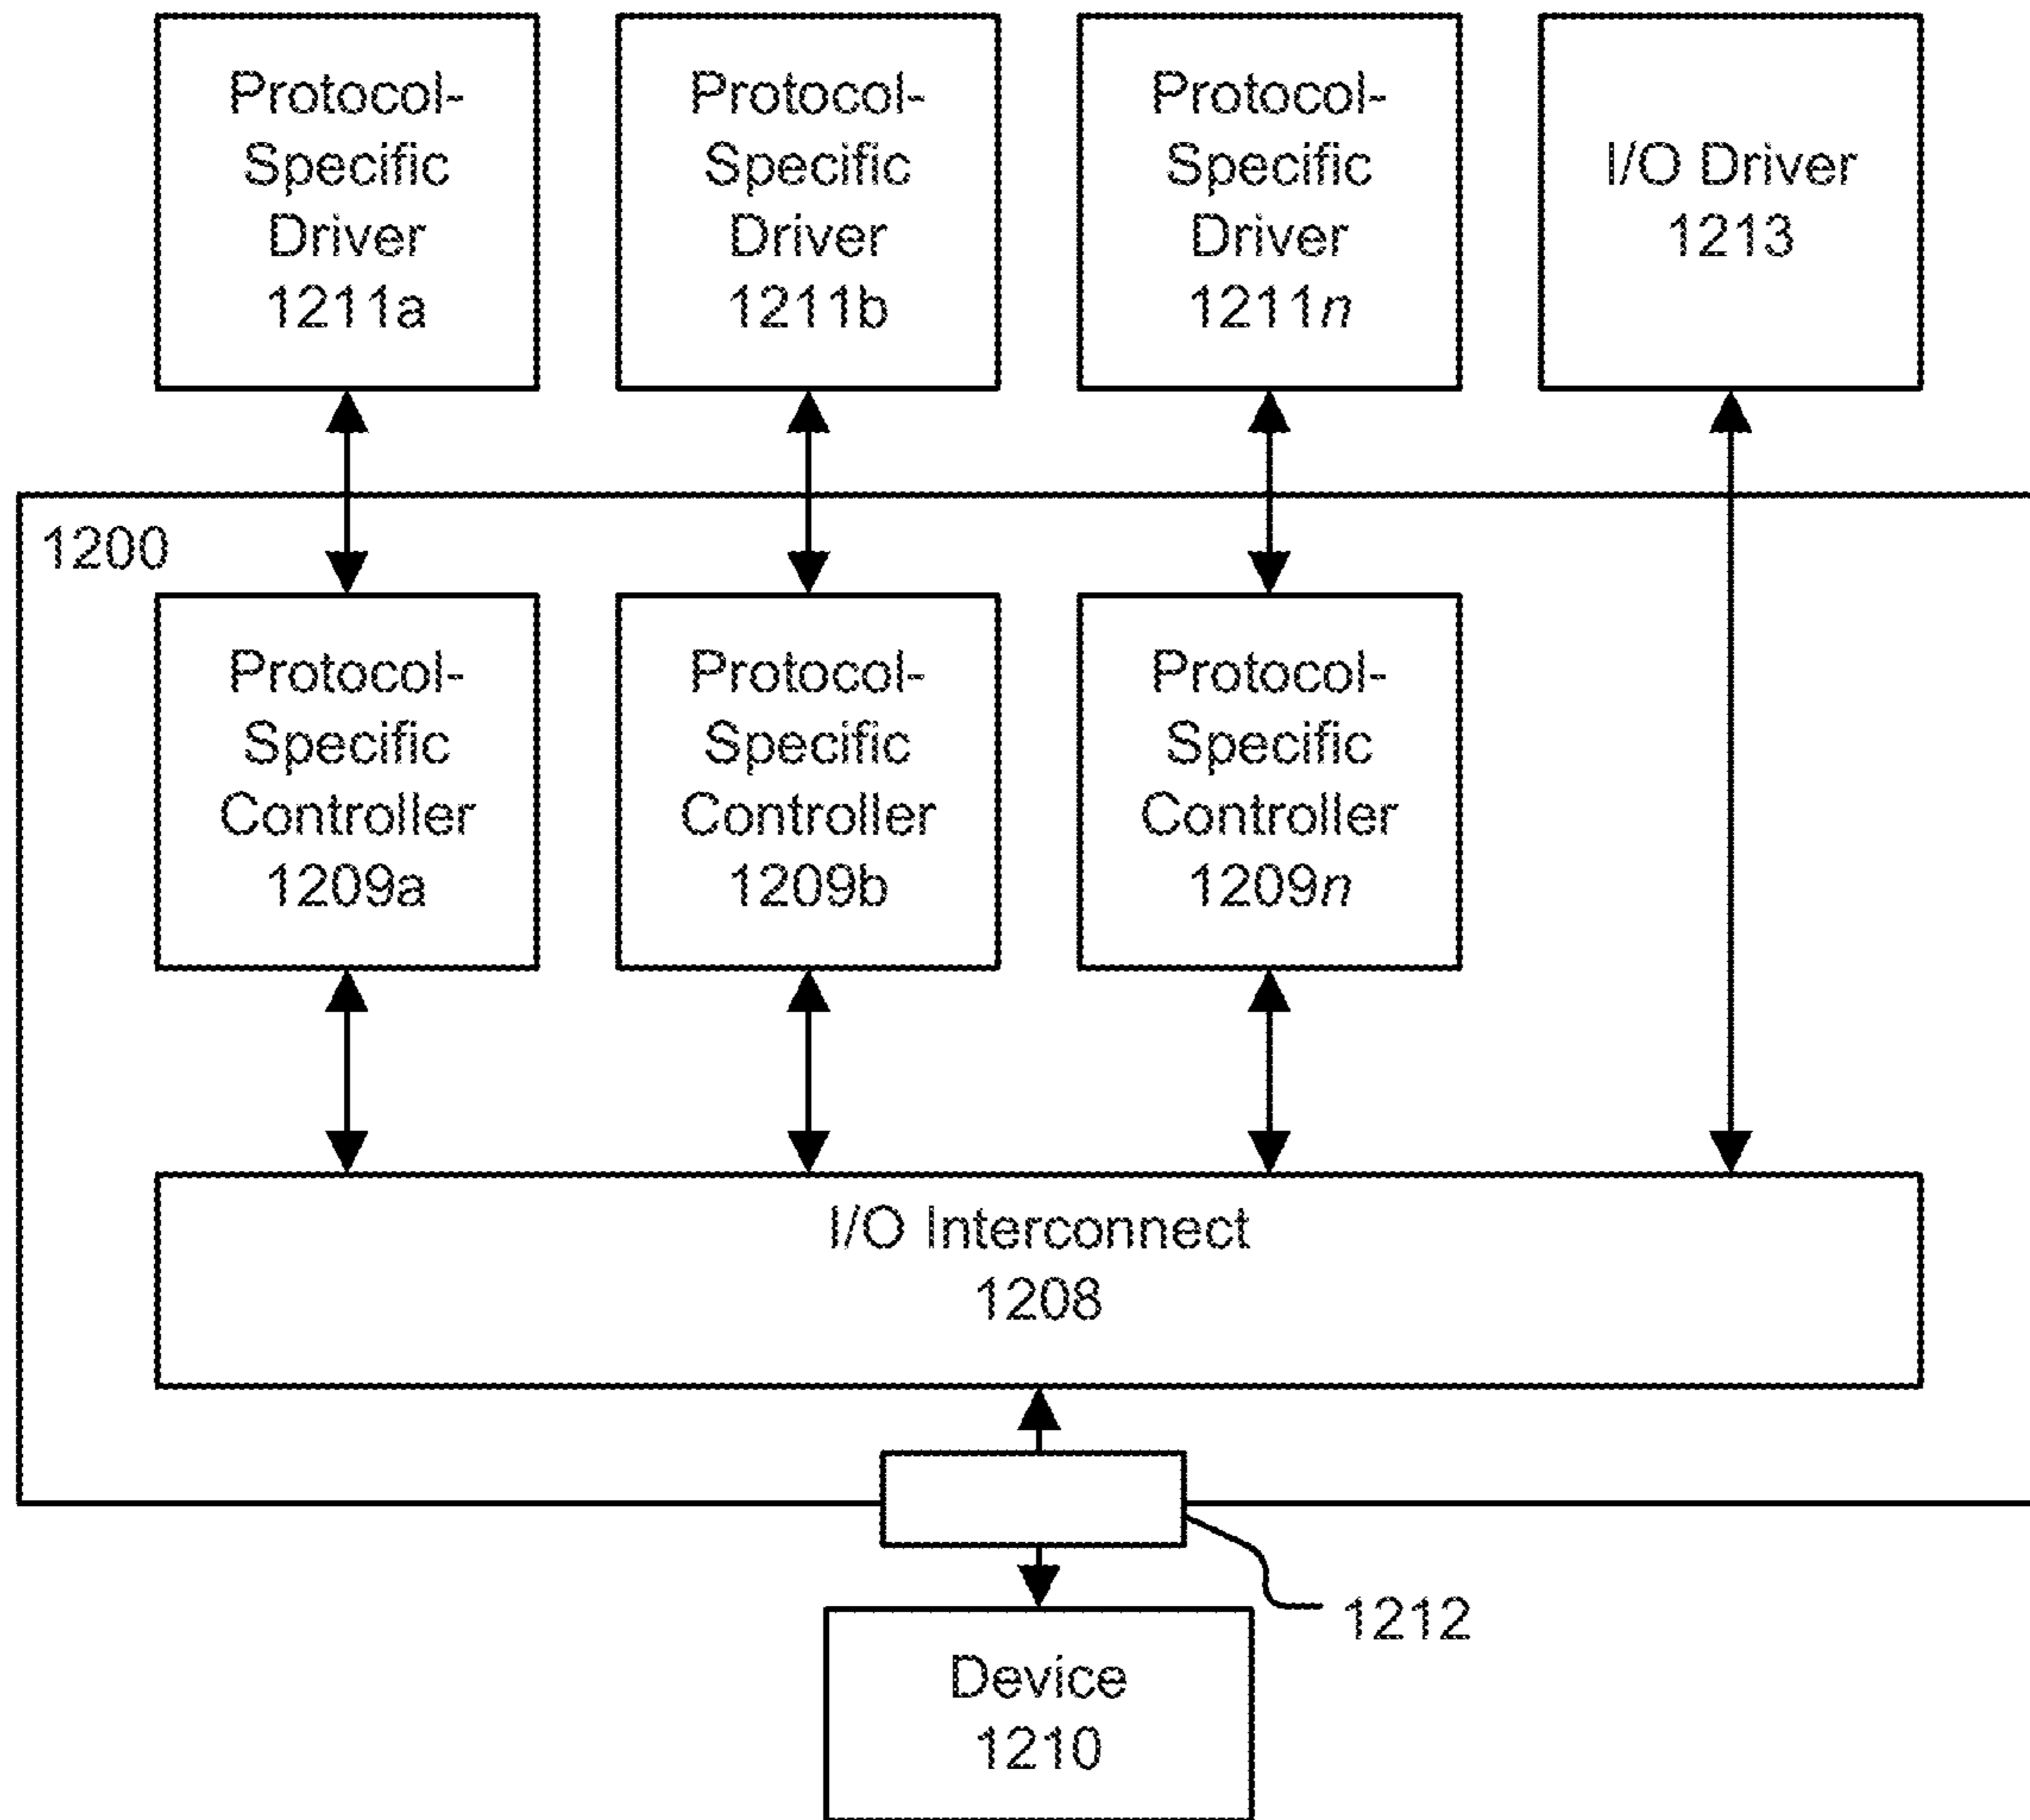 Protocol-
Specific
Driver
1211a
Protocol-
Specific
Driver
1211b
Protocol-
Specific
Driver
1211n
I/O Driver
1213
1200
Protocol-
Specific
Controller
1209a
Protocol-
Specific
Controller
1209b
Protocol-
Specific
Controller
1209n
I/O Interconnect
1208
1212
Device
1210